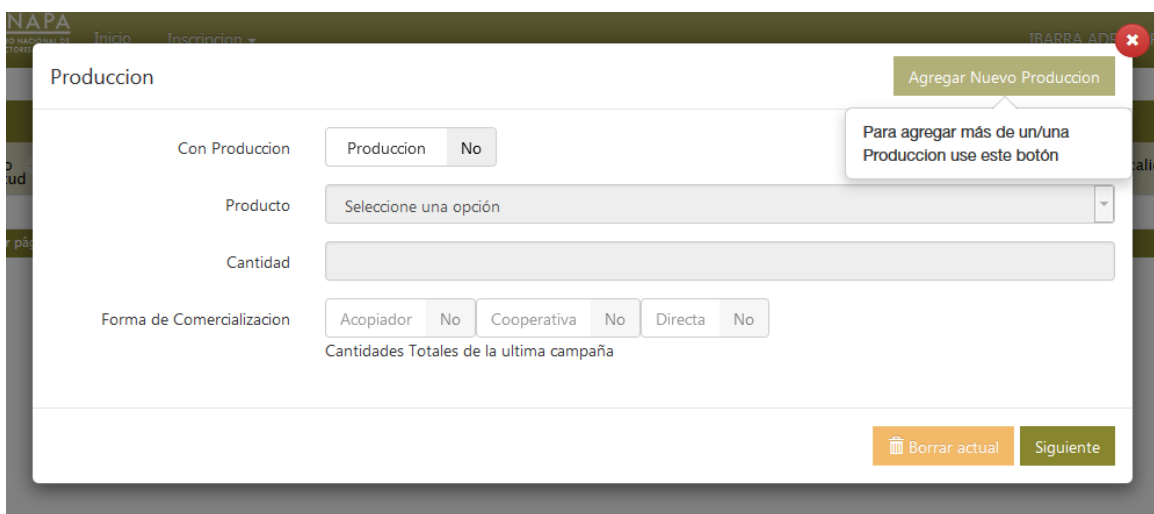 NAPA
Inicio Inscripcion
IBARRA
Produccion
Agregar Nuevo Produccion
Para agregar más de un/una
Produccion use este botón
Con Produccion Produccion No
Producto Seleccione una opción
Cantidad
Forma de Comercializacion Acopiador No Cooperativa No Directa No
Cantidades Totales de la ultima campaña
Borrar actual Siguiente